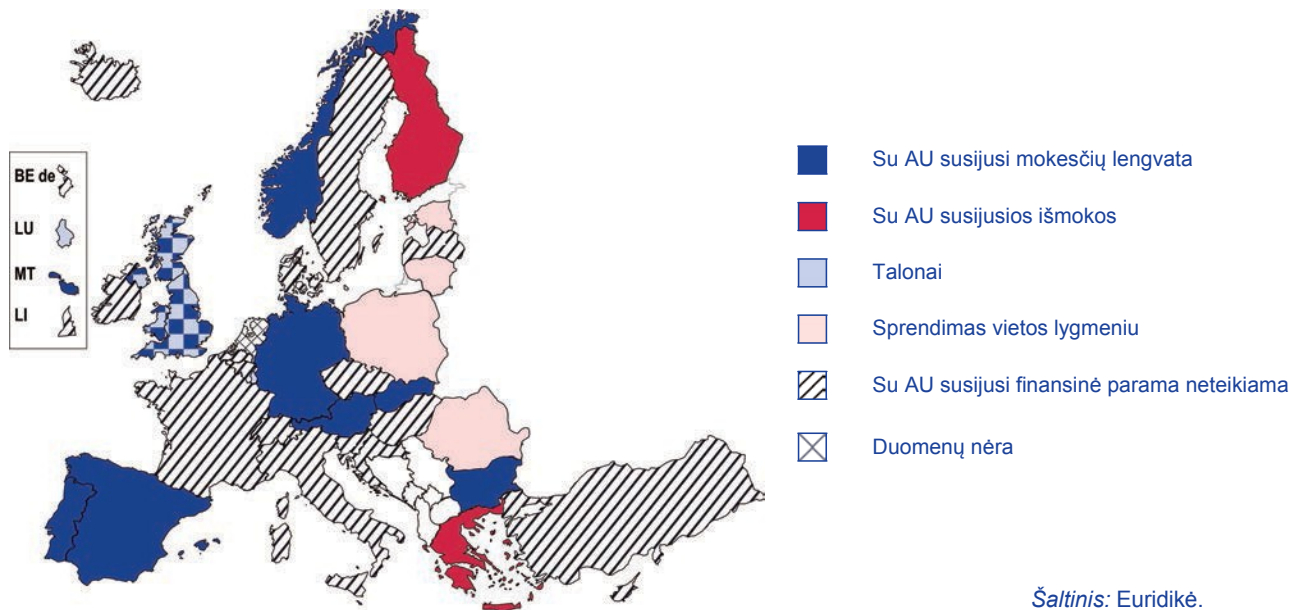 BE de
LU
MT
LI
Su AU susijusi mokesčių lengvata
Su AU susijusios išmokos
Talonai
Sprendimas vietos lygmeniu
Su AU susijusi finansinė parama neteikiama
Duomenų nėra
Šaltinis: Euridikė.